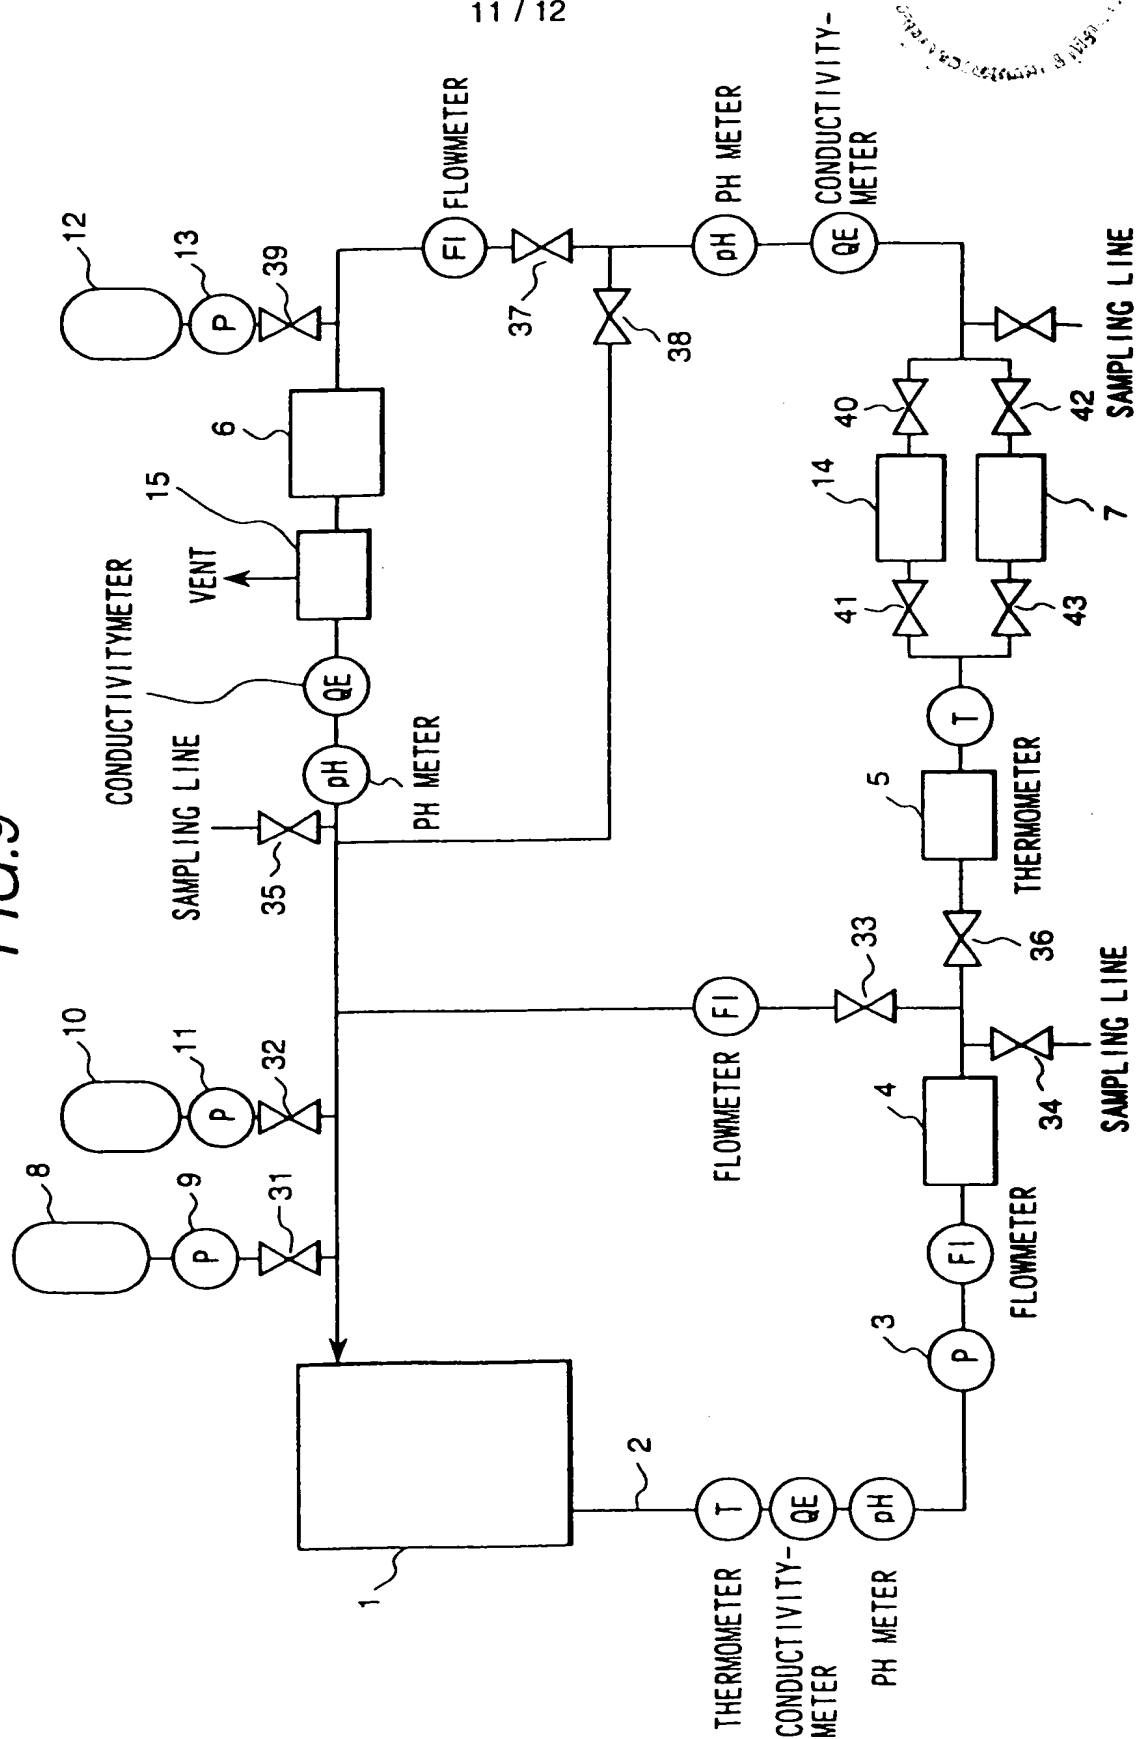 11 / 12
FIG.9
12
13
P
39
FI
FLOWMETER
37
38
pH
PH METER
QE
CONDUCTIVITY-
METER
6
15
VENT
CONDUCTIVITYMETER
QE
pH
PH METER
SAMPLING LINE
35
10
11
P
32
8
9
P
31
1
2
T
THERMOMETER
QE
CONDUCTIVITY-
METER
pH
PH METER
3
P
FI
FLOWMETER
4
34
SAMPLING LINE
FI
FLOWMETER
33
36
5
T
THERMOMETER
41
14
40
43
7
42
SAMPLING LINE